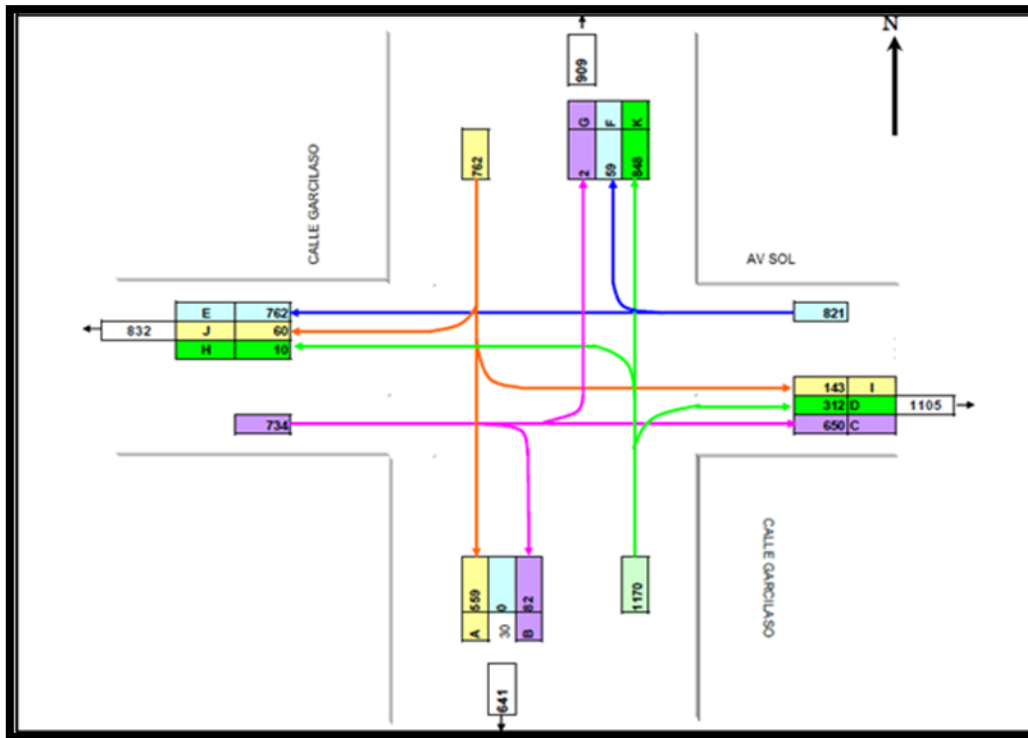 N
909
G F K
2 59 848
762
CALLE GARCILASO
AV SOL
E 762
832 J 60
H 10
821
143 I
312 D 1105
650 C
734
559 0 82
A 30 B
1170
CALLE GARCILASO
641